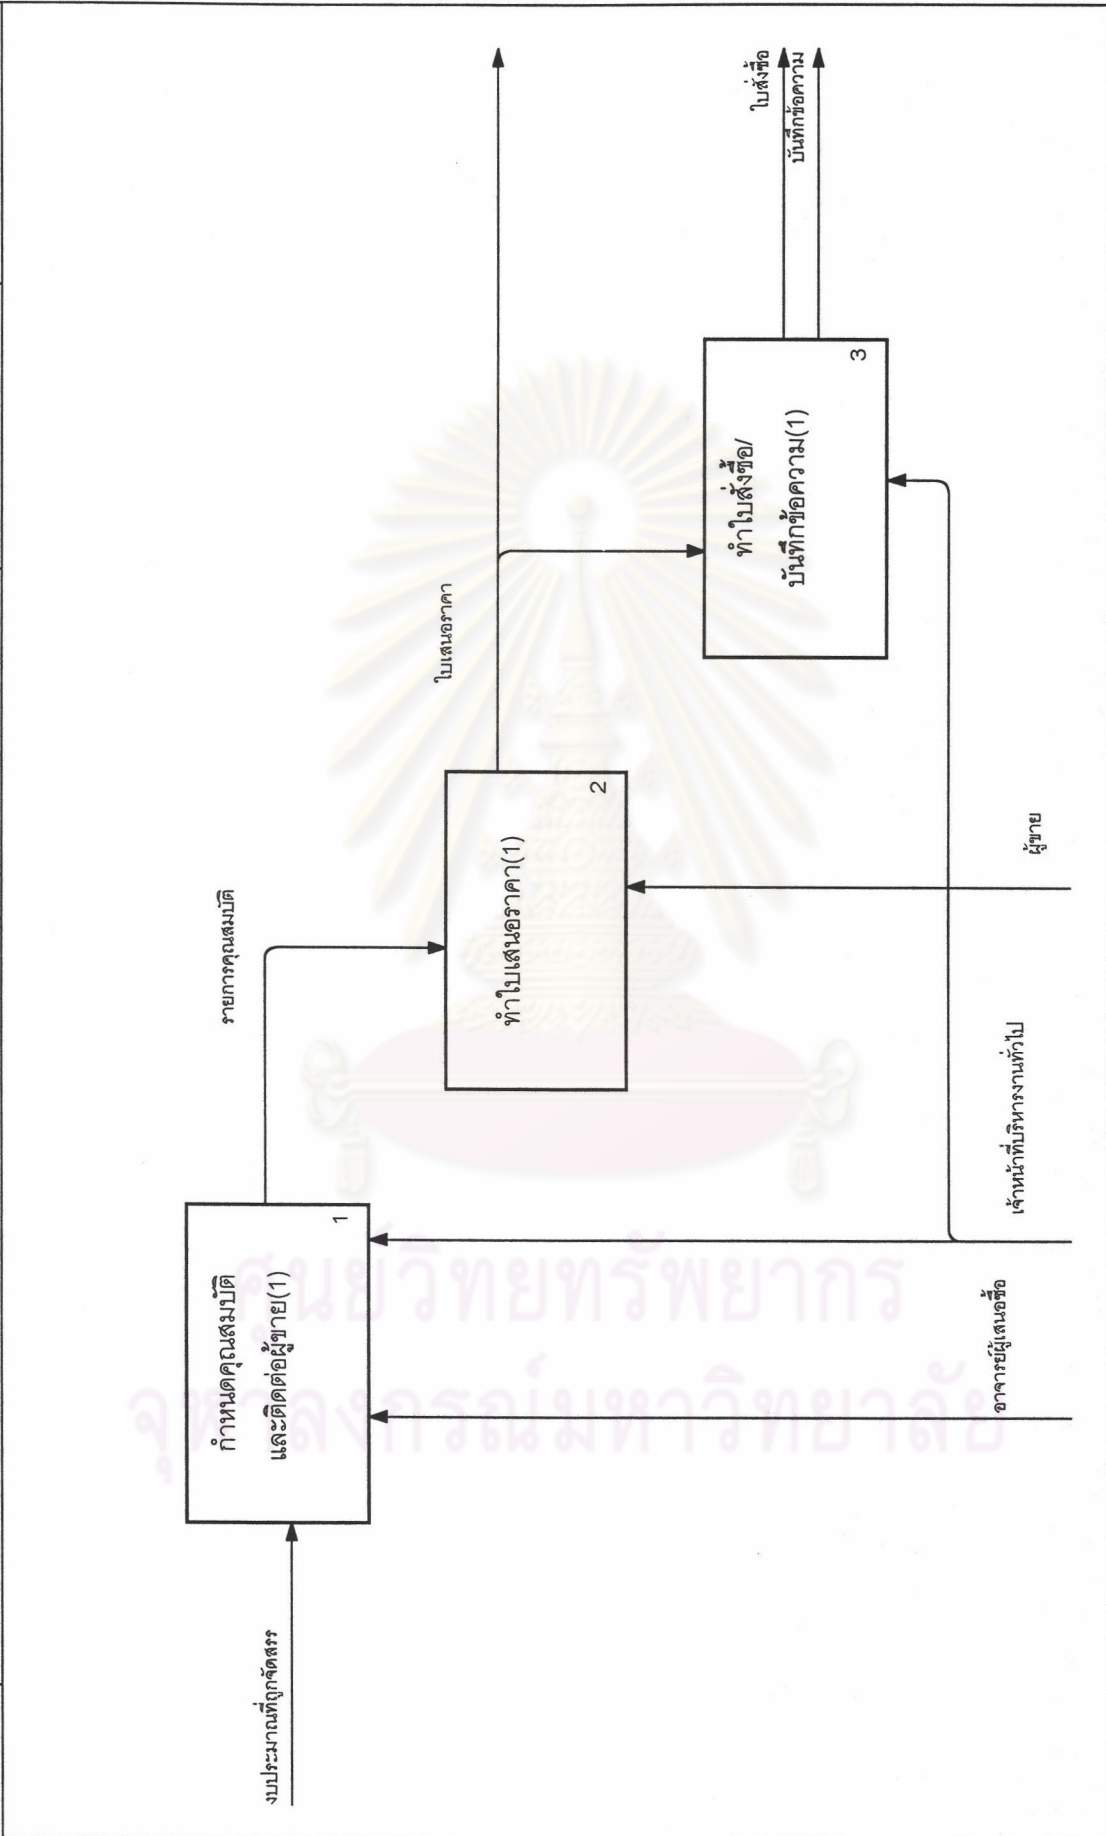 งบประมาณที่ถูกจัดสรร
กำหนดคุณสมบัติ
และติดต่อผู้ขาย(1)
1
รายการคุณสมบัติ
ทำใบเสนอราคา(1)
2
ใบเสนอราคา
ทำใบสั่งซื้อ/
บันทึกข้อความ(1)
3
ใบสั่งซื้อ
บันทึกข้อความ
อาจารย์ผู้เสนอซื้อ
เจ้าหน้าที่บริหารงานทั่วไป
ผู้ขาย
ศูนย์วิทยทรัพยากร
จุฬาลงกรณ์มหาวิทยาลัย